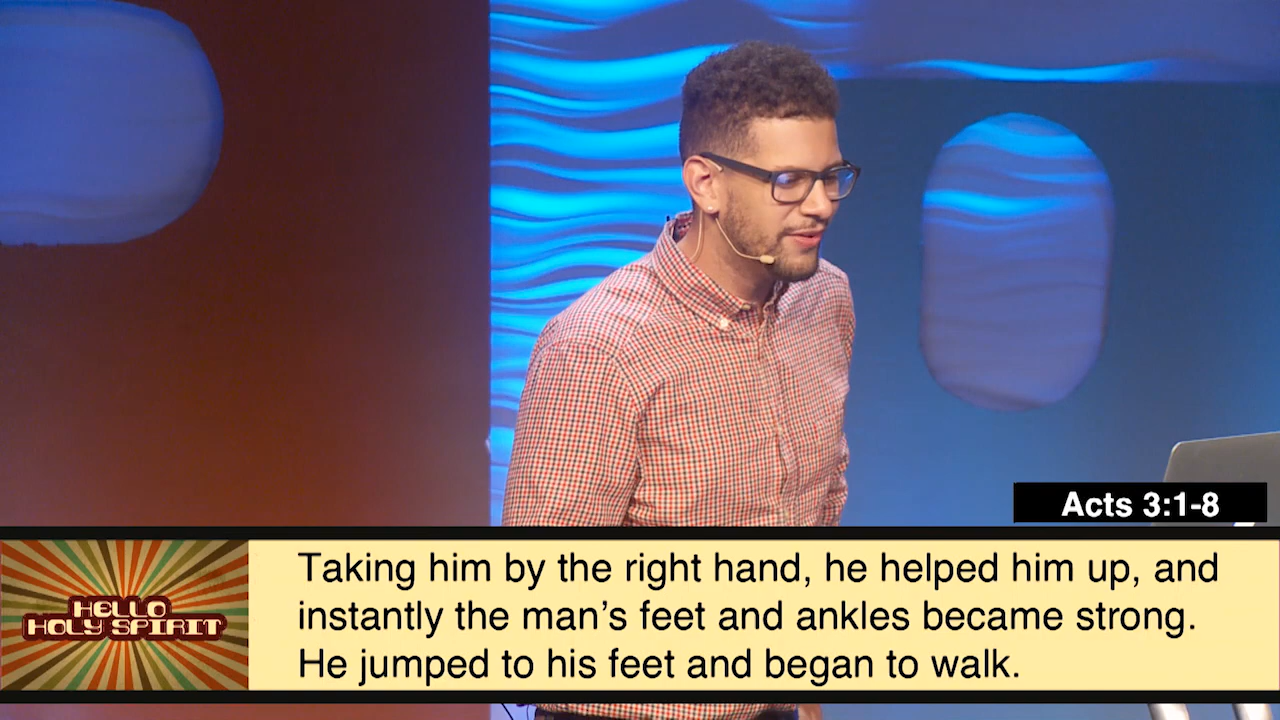 Acts 3:1-8
Taking him by the right hand, he helped him up, and
instantly the man’s feet and ankles became strong.
He jumped to his feet and began to walk.
HELLO
HOLY SPIRIT